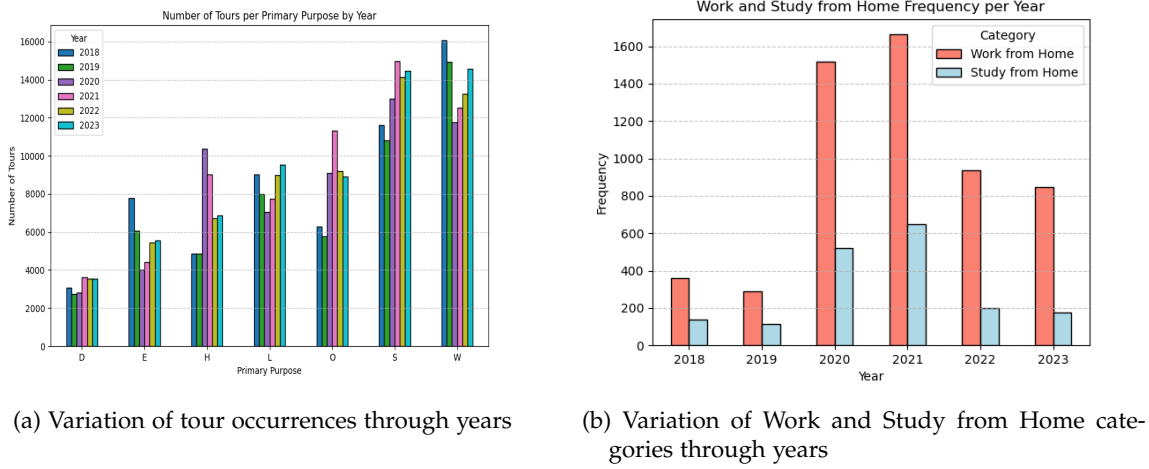 Number of Tours per Primary Purpose by Year
Year
2018
2019
2020
2021
2022
2023
16000
14000
12000
10000
8000
6000
4000
2000
0
Number of Tours
D E H L O S W
Primary Purpose
(a) Variation of tour occurrences through years
Work and Study from Home Frequency per Year
Category
Work from Home
Study from Home
1600
1400
1200
1000
800
600
400
200
0
Frequency
2018 2019 2020 2021 2022 2023
Year
(b) Variation of Work and Study from Home cate-
gories through years